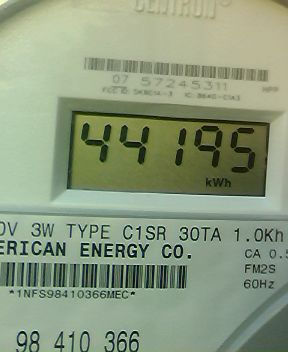 CENTRON®
07 57245311
44195
kWh
0V 3W TYPE C1SR 30TA 1.0Kh
ERICAN ENERGY CO.
CA 0.5
FM2S
60Hz
*1NFS98410366MEC*
98 410 366